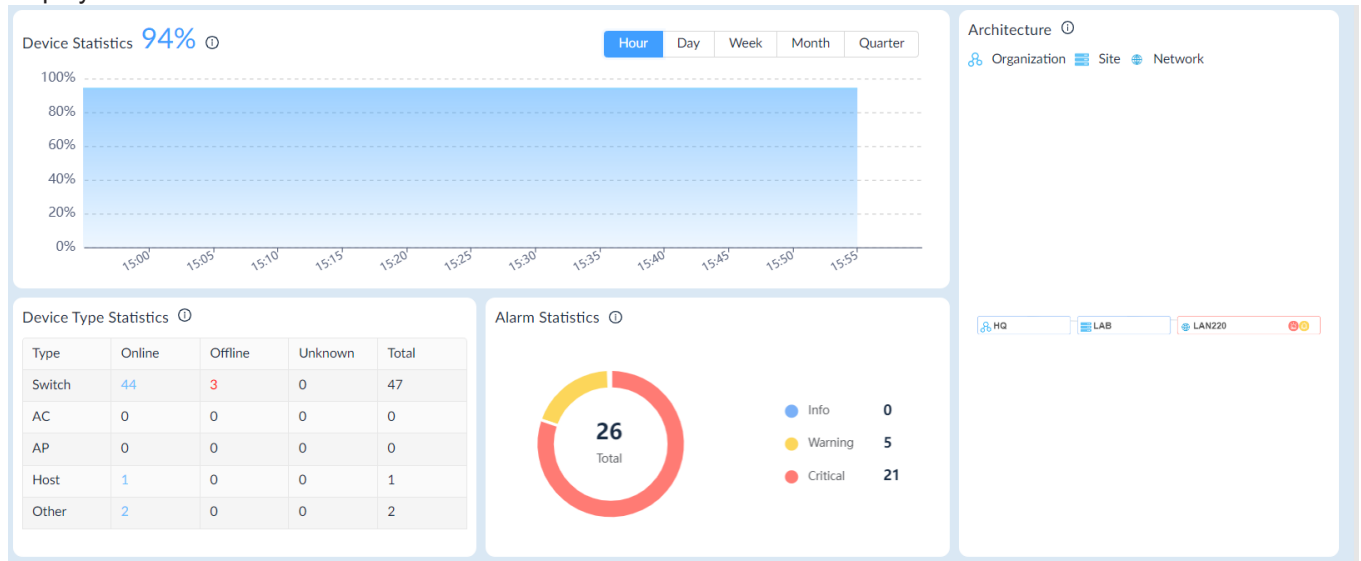 Device Statistics 94%
Hour Day Week Month Quarter
100%
80%
60%
40%
20%
0%
15:00 15:05 15:10 15:15 15:20 15:25 15:30 15:35 15:40 15:45 15:50 15:55
Architecture
Organization Site Network
HQ LAB LAN220
Device Type Statistics
Type Online Offline Unknown Total
Switch 44 3 0 47
AC 0 0 0 0
AP 0 0 0 0
Host 1 0 0 1
Other 2 0 0 2
Alarm Statistics
26
Total
Info 0
Warning 5
Critical 21